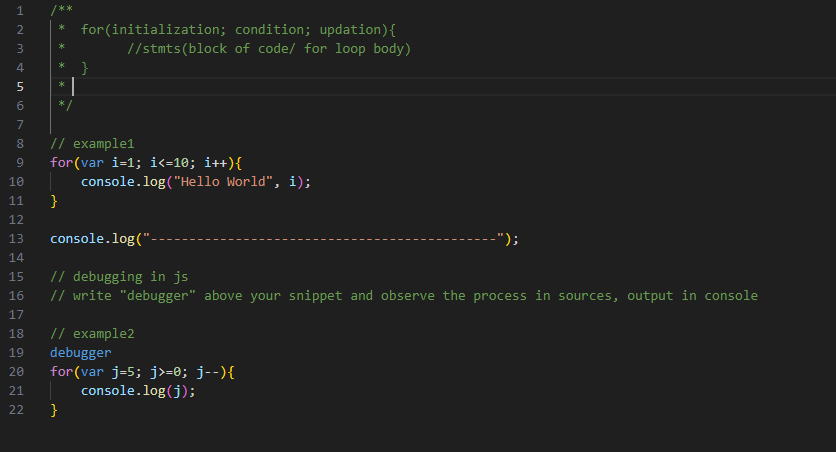 1 /**
2  *  for(initialization; condition; updation){
3  *        //stmts(block of code/ for loop body)
4  *  }
5  *
6  */
7
8 // example1
9 for(var i=1; i<=10; i++){
10     console.log("Hello World", i);
11 }
12
13 console.log("---------------------------------------------");
14
15 // debugging in js
16 // write "debugger" above your snippet and observe the process in sources, output in console
17
18 // example2
19 debugger
20 for(var j=5; j>=0; j--){
21     console.log(j);
22 }